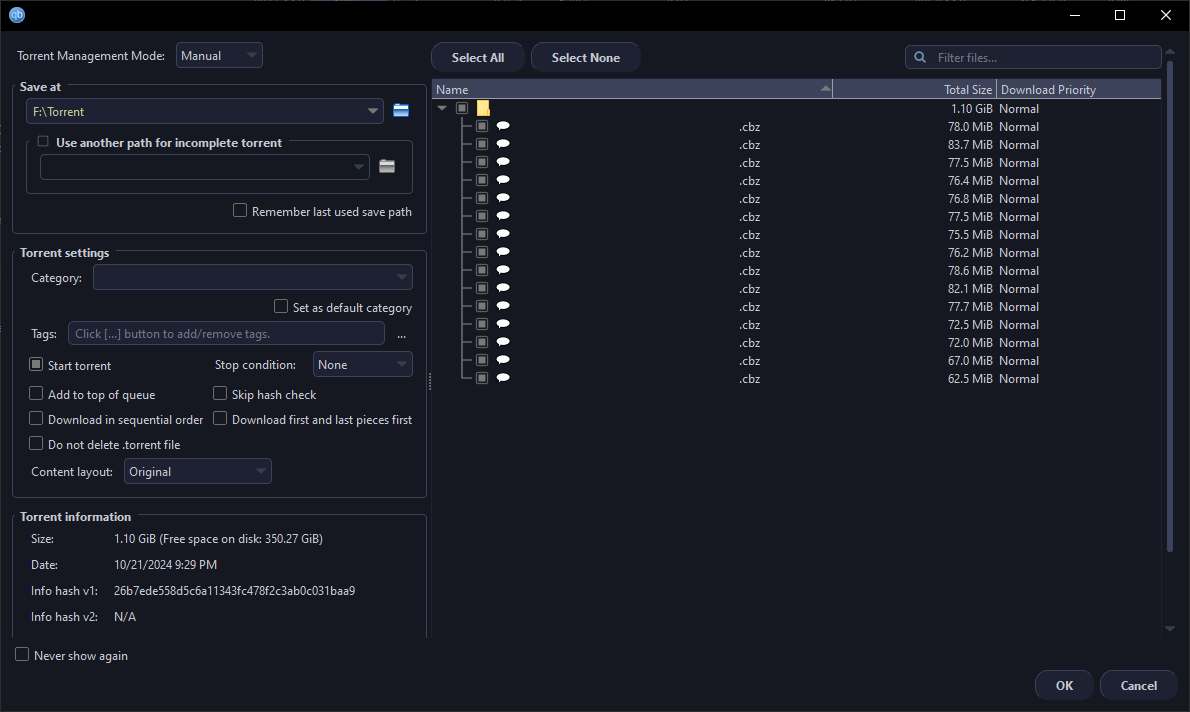 qb
Torrent Management Mode: Manual
Save at
F:\Torrent
Use another path for incomplete torrent
Remember last used save path
Torrent settings
Category:
Set as default category
Tags: Click [...] button to add/remove tags. ...
Start torrent Stop condition: None
Add to top of queue Skip hash check
Download in sequential order Download first and last pieces first
Do not delete .torrent file
Content layout: Original
Torrent information
Size: 1.10 GiB (Free space on disk: 350.27 GiB)
Date: 10/21/2024 9:29 PM
Info hash v1: 26b7ede558d5c6a11343fc478f2c3ab0c031baa9
Info hash v2: N/A
Never show again
Select All Select None Filter files...
Name Total Size Download Priority
1.10 GiB Normal
.cbz 78.0 MiB Normal
.cbz 83.7 MiB Normal
.cbz 77.5 MiB Normal
.cbz 76.4 MiB Normal
.cbz 76.8 MiB Normal
.cbz 77.5 MiB Normal
.cbz 75.5 MiB Normal
.cbz 76.2 MiB Normal
.cbz 78.6 MiB Normal
.cbz 82.1 MiB Normal
.cbz 77.7 MiB Normal
.cbz 72.5 MiB Normal
.cbz 72.0 MiB Normal
.cbz 67.0 MiB Normal
.cbz 62.5 MiB Normal
OK Cancel